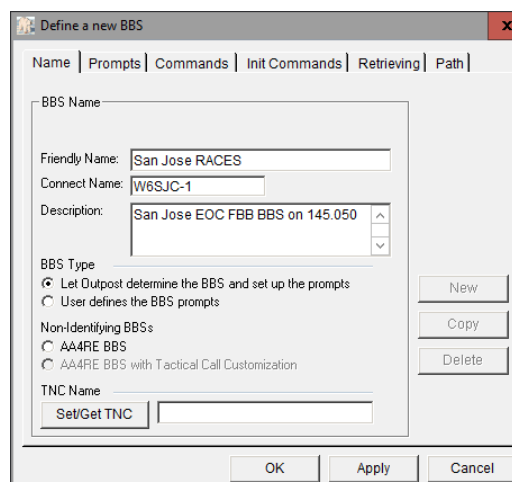 Define a new BBS
x
Name Prompts Commands Init Commands Retrieving Path
BBS Name
Friendly Name: San Jose RACES
Connect Name: W6SJC-1
Description: San Jose EOC FBB BBS on 145.050
BBS Type
Let Outpost determine the BBS and set up the prompts
User defines the BBS prompts
New
Non-Identifying BBSs
Copy
AA4RE BBS
AA4RE BBS with Tactical Call Customization
Delete
TNC Name
Set/Get TNC
OK Apply Cancel